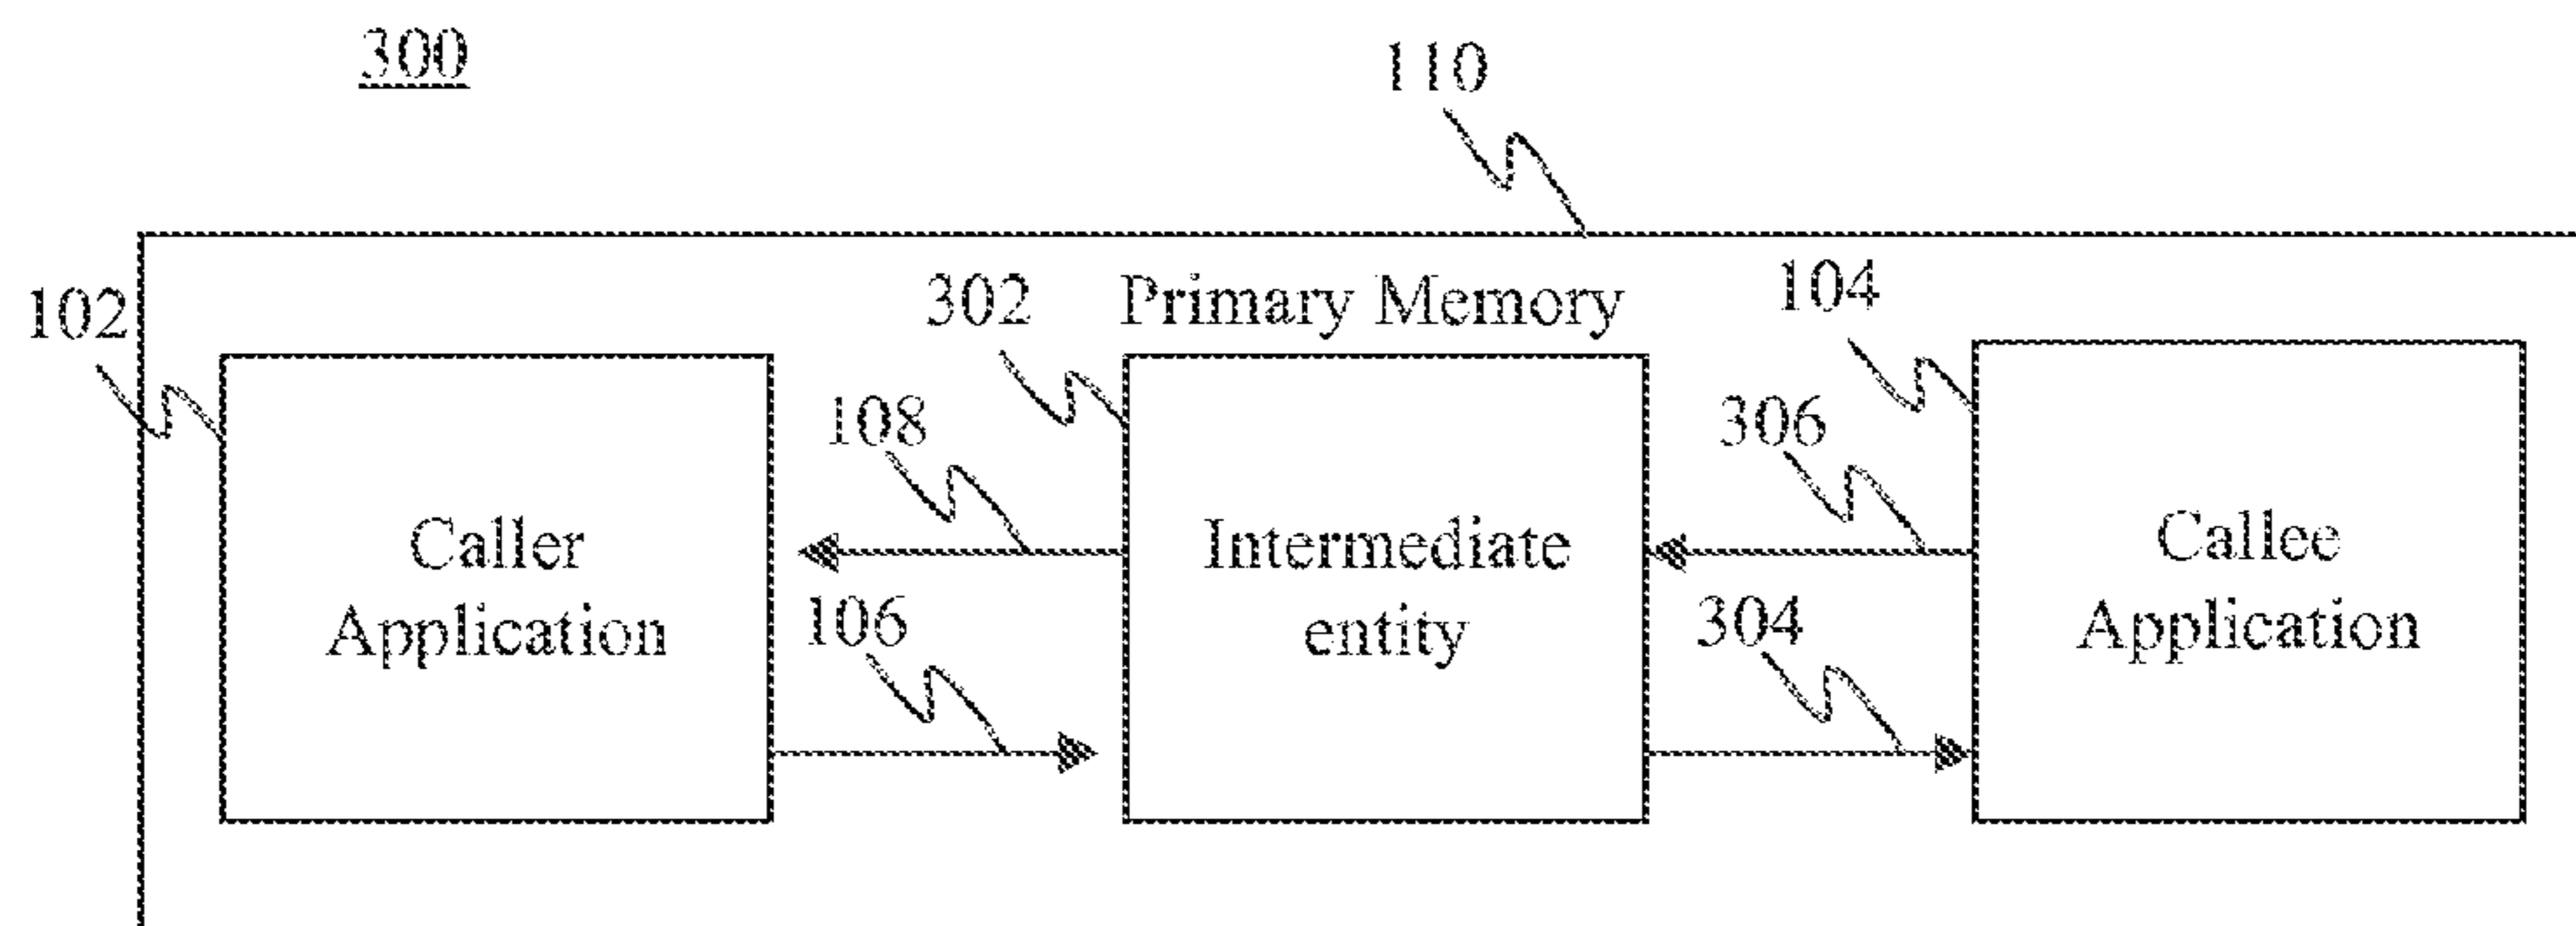 300
110
Primary Memory
102
302
104
108
306
Caller
Application
Intermediate
entity
Callee
Application
106
304